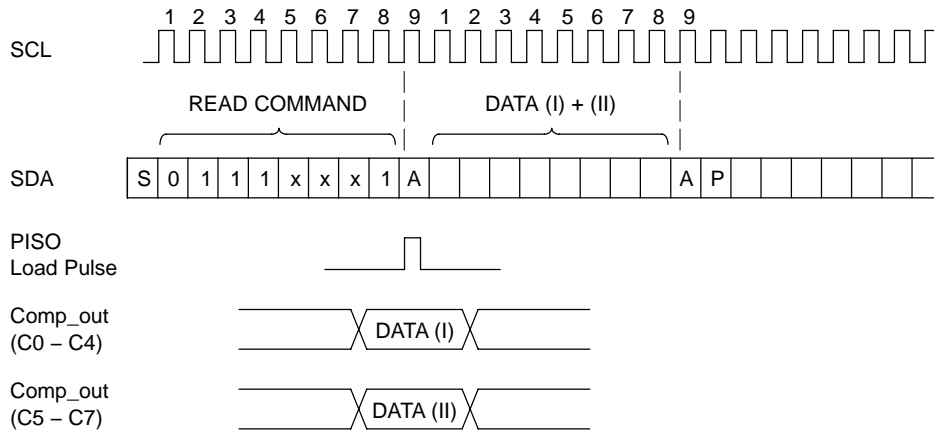 1 2 3 4 5 6 7 8 9 1 2 3 4 5 6 7 8 9
SCL
READ COMMAND DATA (I) + (II)
SDA S 0 1 1 1 x x x 1 A A P
PISO
Load Pulse
Comp_out
(C0 – C4)
DATA (I)
Comp_out
(C5 – C7)
DATA (II)